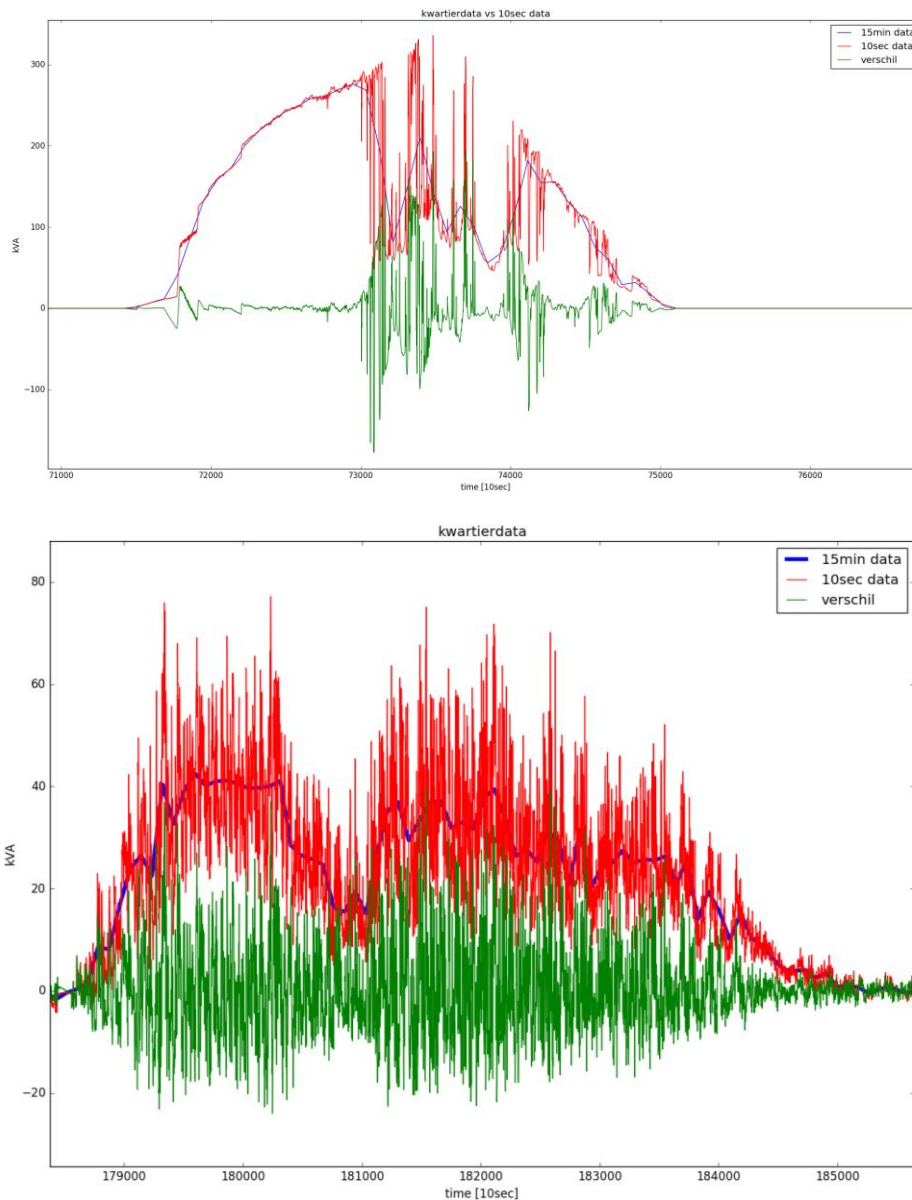 kwartierdata vs 10sec data
15min data
10sec data
verschil
300
200
100
0
−100
kVA
71000 72000 73000 74000 75000 76000
time [10sec]
kwartierdata
15min data
10sec data
verschil
80
60
40
20
0
−20
kVA
179000 180000 181000 182000 183000 184000 185000
time [10sec]